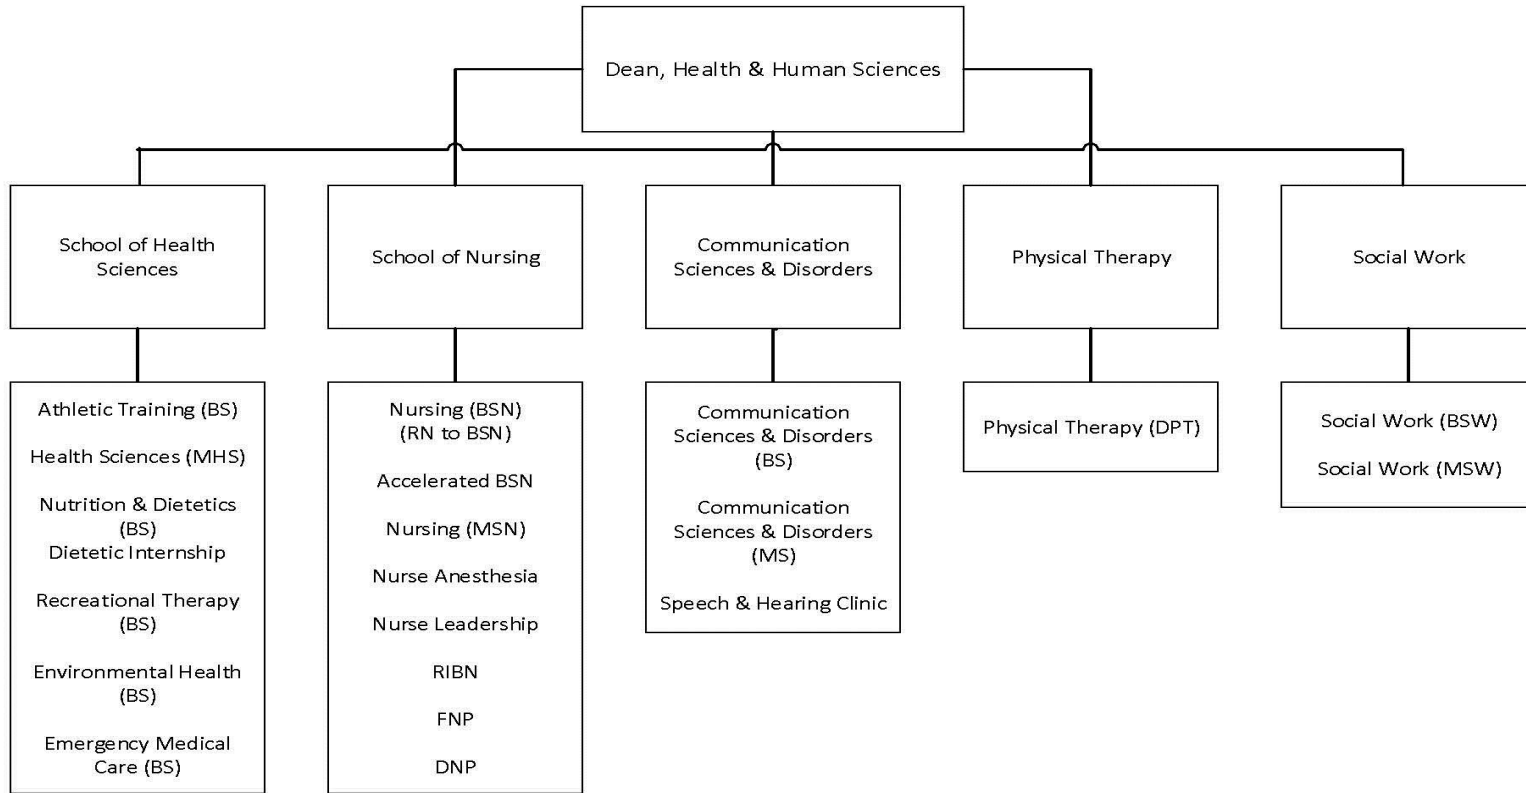 Dean, Health & Human Sciences
School of Health
Sciences
School of Nursing
Communication
Sciences & Disorders
Physical Therapy
Social Work
Athletic Training (BS)
Health Sciences (MHS)
Nutrition & Dietetics
(BS)
Dietetic Internship
Recreational Therapy
(BS)
Environmental Health
(BS)
Emergency Medical
Care (BS)
Nursing (BSN)
(RN to BSN)
Accelerated BSN
Nursing (MSN)
Nurse Anesthesia
Nurse Leadership
RIBN
FNP
DNP
Communication
Sciences & Disorders
(BS)
Communication
Sciences & Disorders
(MS)
Speech & Hearing Clinic
Physical Therapy (DPT)
Social Work (BSW)
Social Work (MSW)